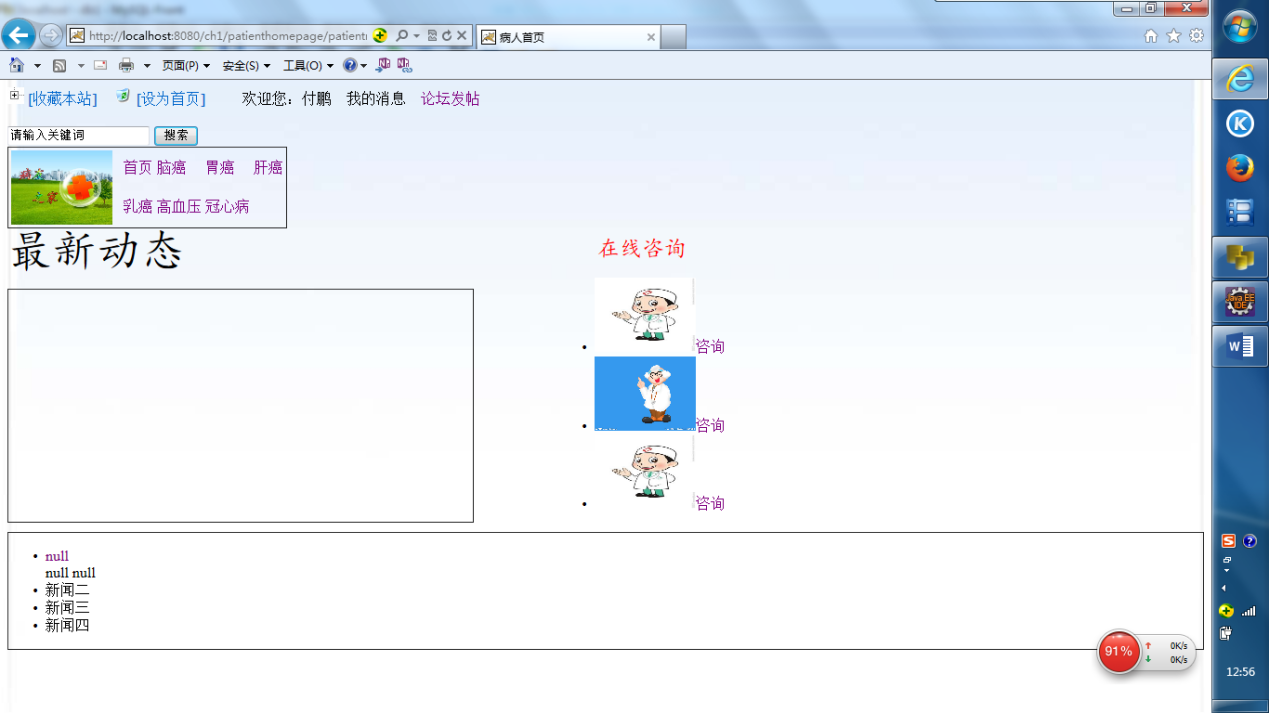 http://localhost:8080/ch1/patienthomepage/patient
病人首页
页面(P) 安全(S) 工具(O)
[收藏本站] [设为首页] 欢迎您：付鹏 我的消息 论坛发帖
请输入关键词 搜索
首页 脑癌 胃癌 肝癌
乳癌 高血压 冠心病
最新动态
在线咨询
咨询
咨询
咨询
null
null null
新闻二
新闻三
新闻四
91% 0K/s
0K/s
12:56